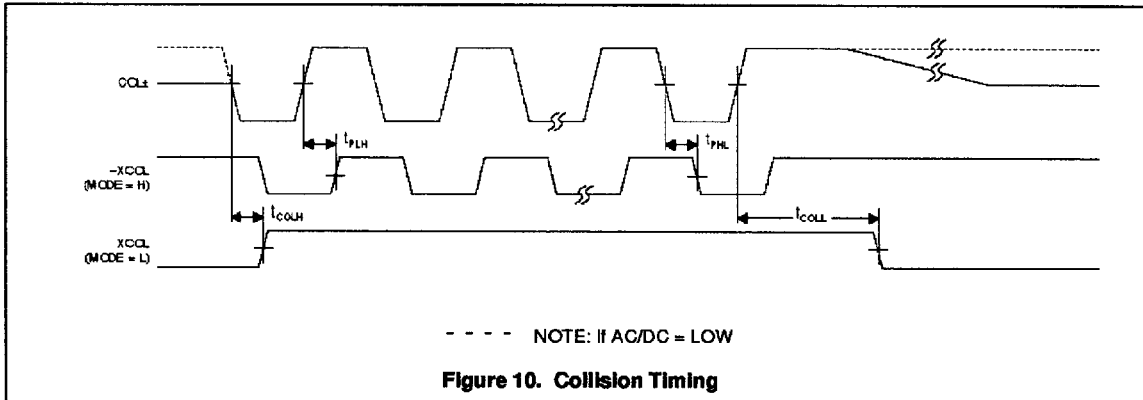 COL±
tPLH
tPHL
–XCOL
(MODE = H)
tCOLH
tCOLL
XCOL
(MODE = L)
NOTE: If AC/DC = LOW
Figure 10. Collision Timing